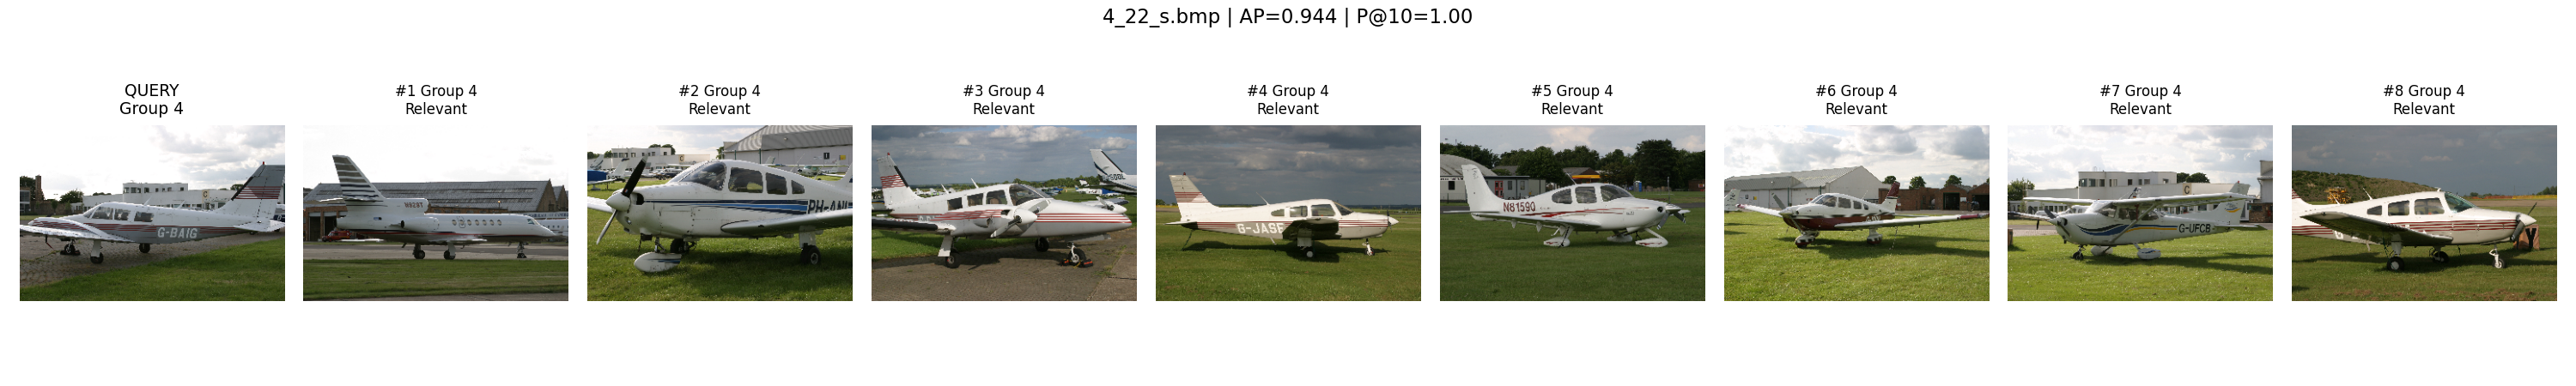 4_22_s.bmp | AP=0.944 | P@10=1.00
QUERY
Group 4
#1 Group 4
Relevant
#2 Group 4
Relevant
#3 Group 4
Relevant
#4 Group 4
Relevant
#5 Group 4
Relevant
#6 Group 4
Relevant
#7 Group 4
Relevant
#8 Group 4
Relevant
G-BAIG
G-JASE
N8159Q
G-UFCB